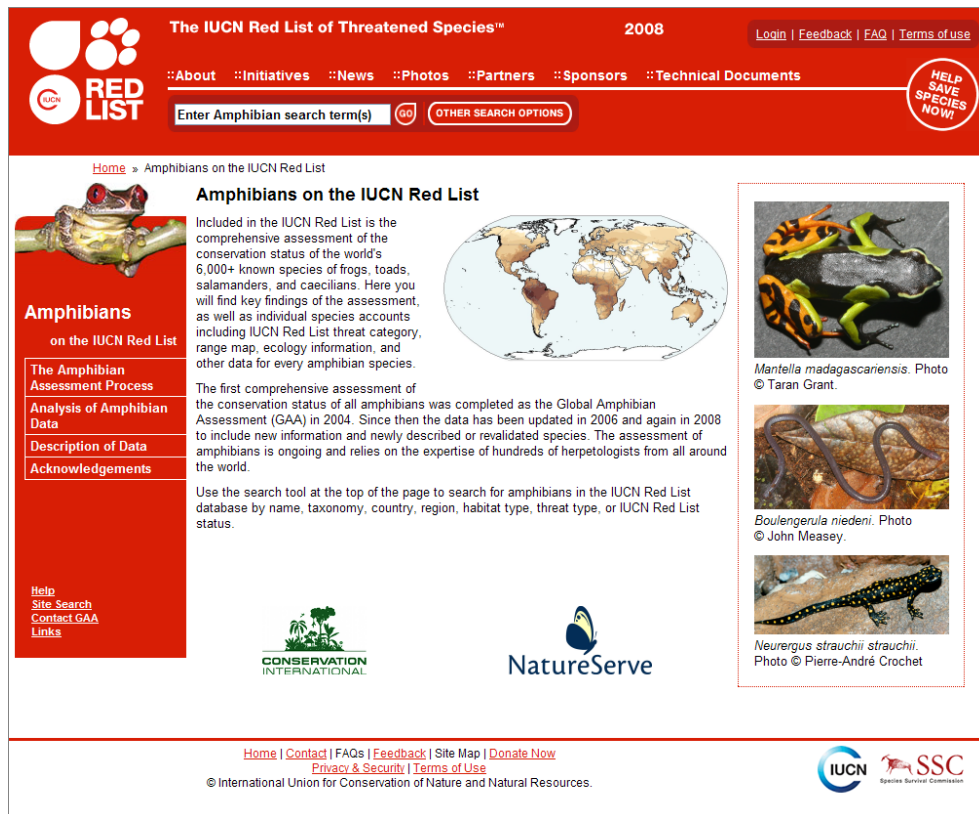 The IUCN Red List of Threatened Species™
2008
Login | Feedback | FAQ | Terms of use
IUCN
RED
LIST
::About ::Initiatives ::News ::Photos ::Partners ::Sponsors ::Technical Documents
HELP
SAVE
SPECIES
NOW!
Enter Amphibian search term(s) GO OTHER SEARCH OPTIONS
Home » Amphibians on the IUCN Red List
Amphibians
on the IUCN Red List
The Amphibian
Assessment Process
Analysis of Amphibian
Data
Description of Data
Acknowledgements
Help
Site Search
Contact GAA
Links
Amphibians on the IUCN Red List
Included in the IUCN Red List is the
comprehensive assessment of the
conservation status of the world's
6,000+ known species of frogs, toads,
salamanders, and caecilians. Here you
will find key findings of the assessment,
as well as individual species accounts
including IUCN Red List threat category,
range map, ecology information, and
other data for every amphibian species.
The first comprehensive assessment of
the conservation status of all amphibians was completed as the Global Amphibian
Assessment (GAA) in 2004. Since then the data has been updated in 2006 and again in 2008
to include new information and newly described or revalidated species. The assessment of
amphibians is ongoing and relies on the expertise of hundreds of herpetologists from all around
the world.
Use the search tool at the top of the page to search for amphibians in the IUCN Red List
database by name, taxonomy, country, region, habitat type, threat type, or IUCN Red List
status.
CONSERVATION
INTERNATIONAL
NatureServe
Mantella madagascariensis. Photo
© Taran Grant.
Boulengerula niedeni. Photo
© John Measey.
Neurergus strauchii strauchii.
Photo © Pierre-André Crochet
Home | Contact | FAQs | Feedback | Site Map | Donate Now
Privacy & Security | Terms of Use
© International Union for Conservation of Nature and Natural Resources.
IUCN
SSC
Species Survival Commission